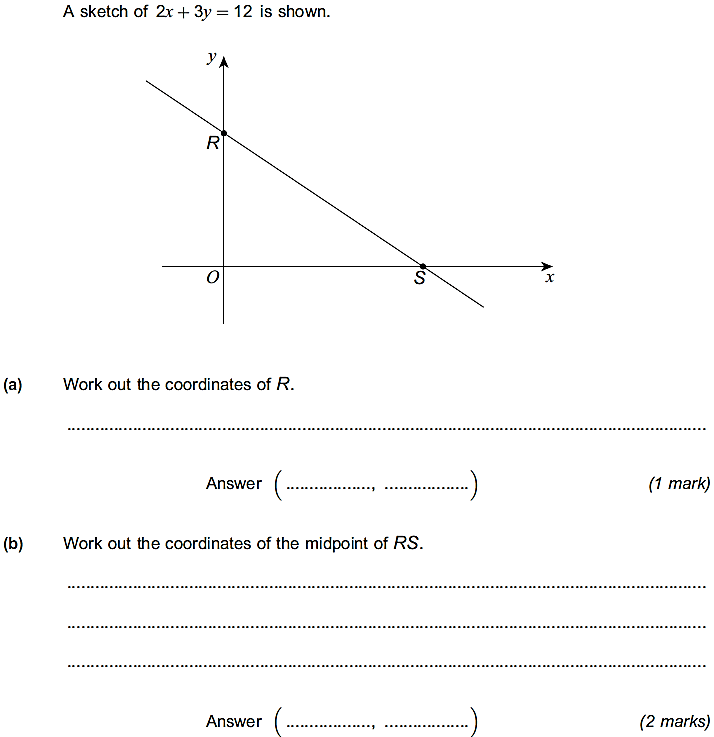 A sketch of 2x + 3y = 12 is shown.
y
R
O
S
x
(a) Work out the coordinates of R.
................................................................................
Answer (.................., ..................) (1 mark)
(b) Work out the coordinates of the midpoint of RS.
................................................................................
................................................................................
................................................................................
Answer (.................., ..................) (2 marks)